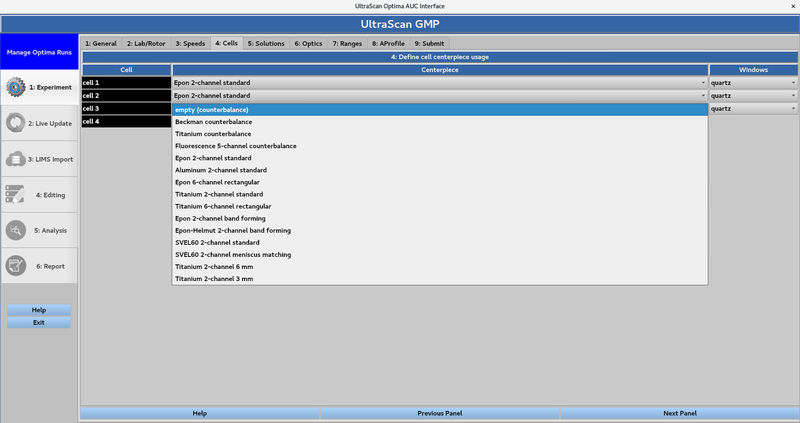 UltraScan Optima AUC Interface ×
UltraScan GMP
Manage Optima Runs
1: Experiment
2: Live Update
3: LIMS Import
4: Editing
5: Analysis
6: Report
Help
Exit
1: General 2: Lab/Rotor 3: Speeds 4: Cells 5: Solutions 6: Optics 7: Ranges 8: AProfile 9: Submit
4: Define cell centerpiece usage
Cell Centerpiece Windows
cell 1 Epon 2-channel standard quartz
cell 2 Epon 2-channel standard quartz
cell 3 empty (counterbalance) quartz
cell 4 Beckman counterbalance
Titanium counterbalance
Fluorescence 5-channel counterbalance
Epon 2-channel standard
Aluminum 2-channel standard
Epon 6-channel rectangular
Titanium 2-channel standard
Titanium 6-channel rectangular
Epon 2-channel band forming
Epon-Helmut 2-channel band forming
SVEL60 2-channel standard
SVEL60 2-channel meniscus matching
Titanium 2-channel 6 mm
Titanium 2-channel 3 mm
Help Previous Panel Next Panel